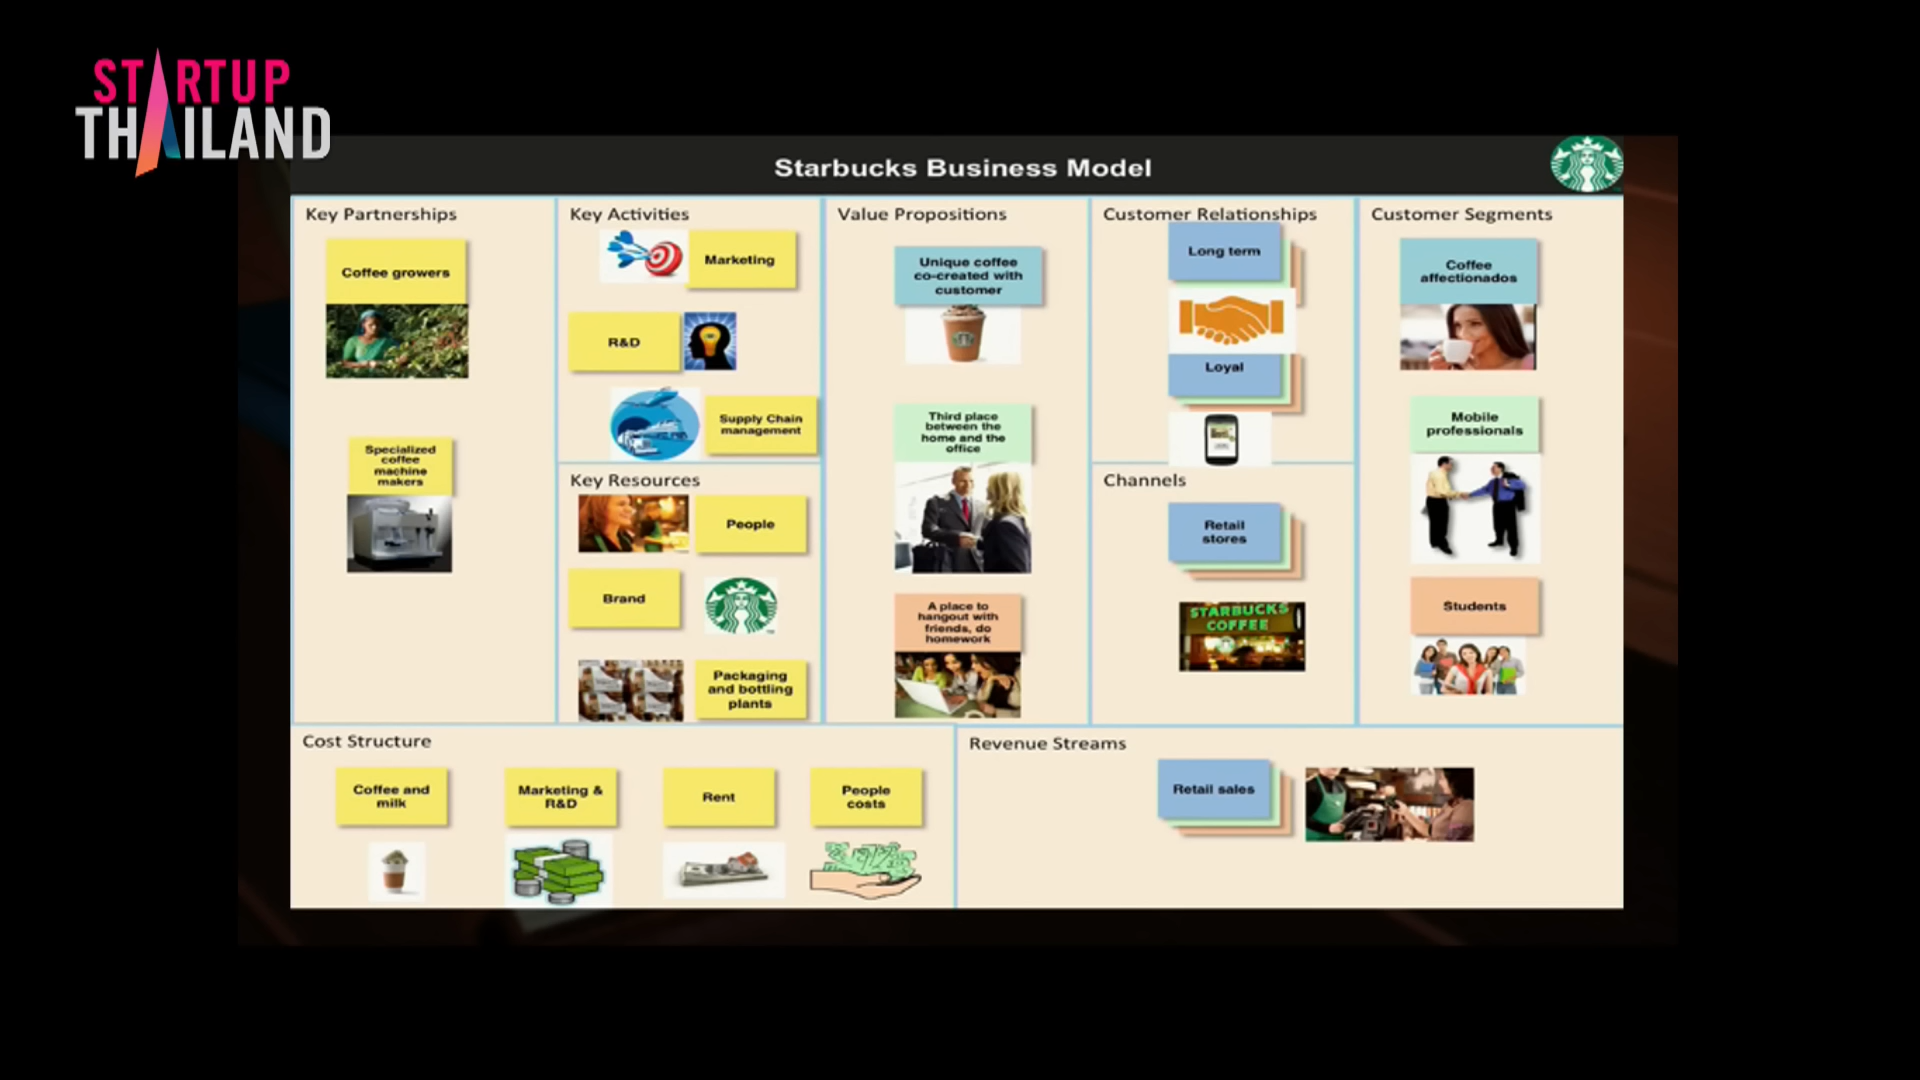 STARTUP
THAILAND
Starbucks Business Model
Key Partnerships
Coffee growers
Specialized
coffee
machine
makers
Key Activities
Marketing
R&D
Supply Chain
management
Key Resources
People
Brand
Packaging
and bottling
plants
Value Propositions
Unique coffee
co-created with
customer
Third place
between the
home and the
office
A place to
hangout with
friends, do
homework
Customer Relationships
Long term
Loyal
Channels
Retail
stores
STARBUCKS
COFFEE
Customer Segments
Coffee
affectionados
Mobile
professionals
Students
Cost Structure
Coffee and
milk
Marketing &
R&D
Rent
People
costs
Revenue Streams
Retail sales